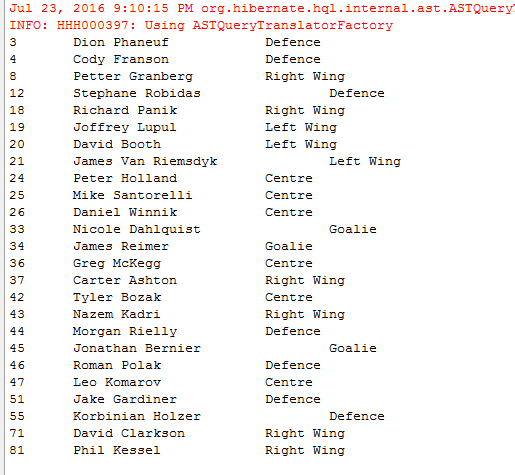 Jul 23, 2016 9:10:15 PM org.hibernate.hql.internal.ast.ASTQuery
INFO: HHH000397: Using ASTQueryTranslatorFactory
3 Dion Phaneuf Defence
4 Cody Franson Defence
8 Petter Granberg Right Wing
12 Stephane Robidas Defence
18 Richard Panik Right Wing
19 Joffrey Lupul Left Wing
20 David Booth Left Wing
21 James Van Riemsdyk Left Wing
24 Peter Holland Centre
25 Mike Santorelli Centre
26 Daniel Winnik Centre
33 Nicole Dahlquist Goalie
34 James Reimer Goalie
36 Greg McKegg Centre
37 Carter Ashton Right Wing
42 Tyler Bozak Centre
43 Nazem Kadri Right Wing
44 Morgan Rielly Defence
45 Jonathan Bernier Goalie
46 Roman Polak Defence
47 Leo Komarov Centre
51 Jake Gardiner Defence
55 Korbinian Holzer Defence
71 David Clarkson Right Wing
81 Phil Kessel Right Wing